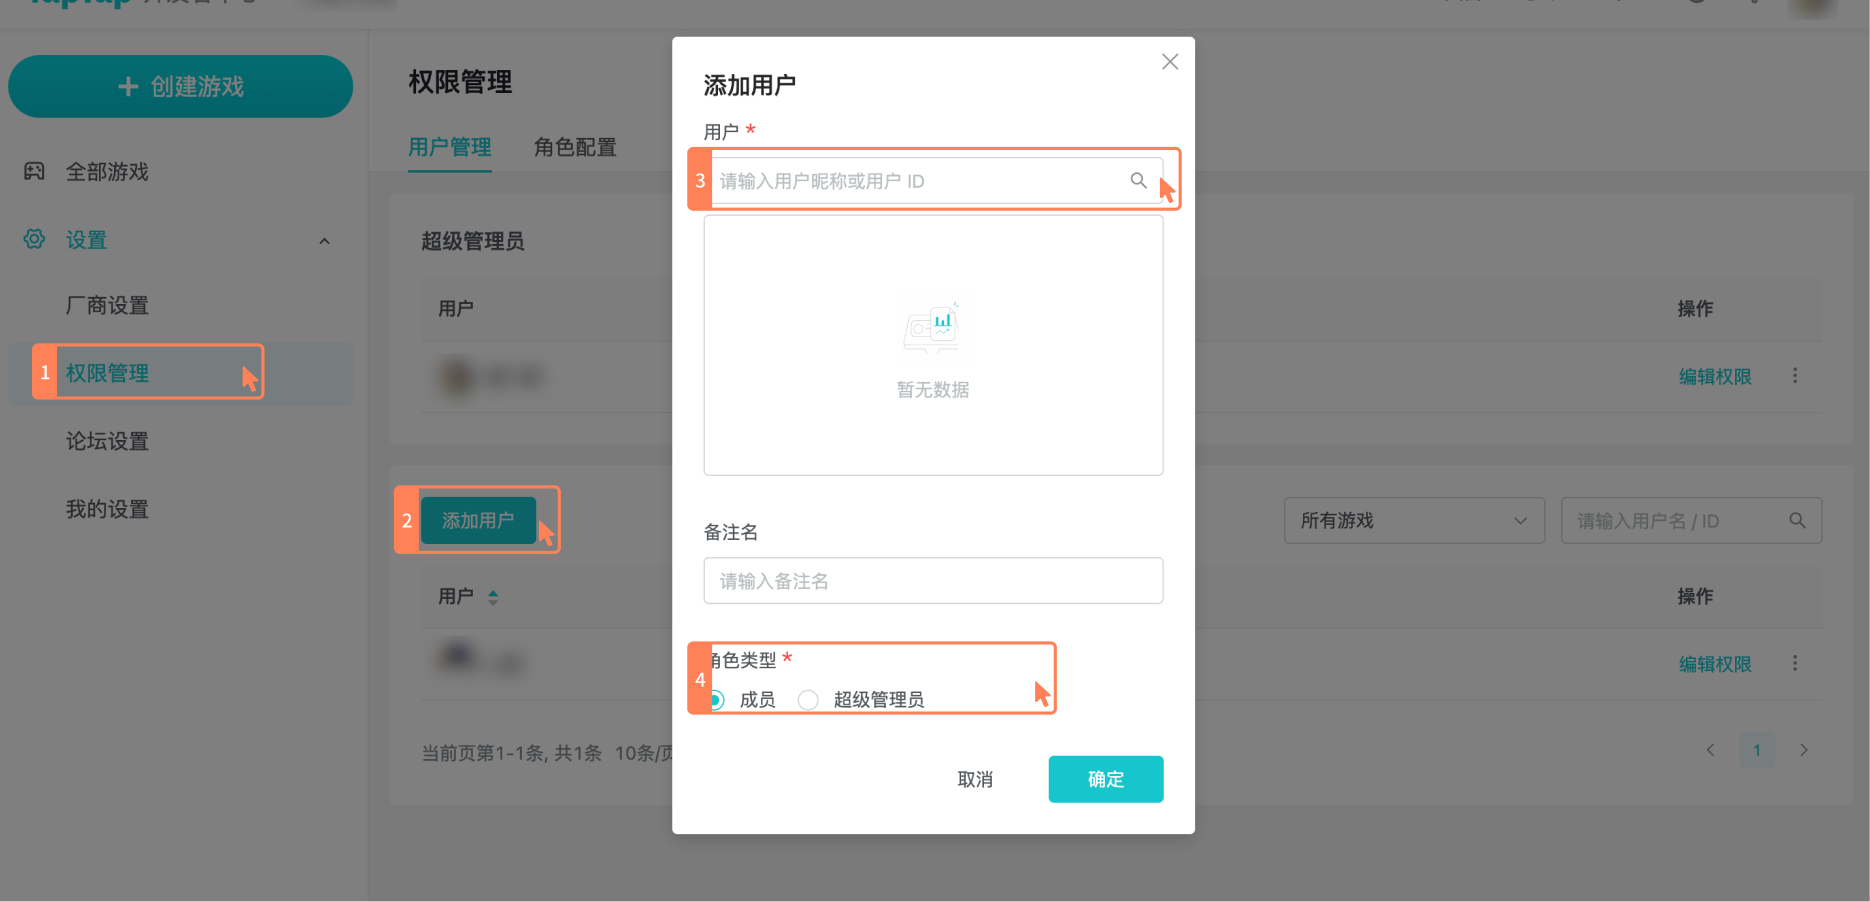 创建游戏
全部游戏
设置
厂商设置
1 权限管理
论坛设置
我的设置
权限管理
用户管理 角色配置
超级管理员
用户 操作
编辑权限
2 添加用户
所有游戏 请输入用户名 / ID
用户 操作
编辑权限
当前页第1-1条, 共1条 10条/页
1
添加用户
用户 *
3 请输入用户昵称或用户 ID
暂无数据
备注名
请输入备注名
角色类型 *
4 成员 超级管理员
取消 确定